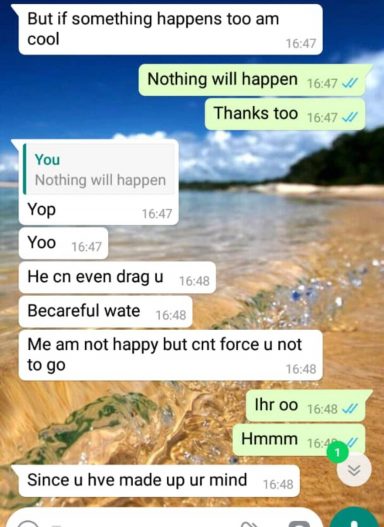 But if something happens too am
cool
16:47
Nothing will happen 16:47
Thanks too 16:47
You
Nothing will happen
Yop
16:47
Yoo 16:47
He cn even drag u 16:48
Becareful wate 16:48
Me am not happy but cnt force u not
to go
16:48
Ihr oo 16:48
Hmmm 16:48
1
Since u hve made up ur mind 16:48